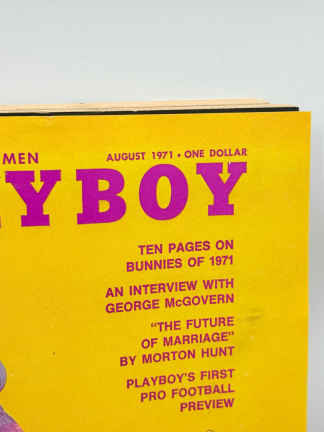 MEN
AUGUST 1971 • ONE DOLLAR
YBOY
TEN PAGES ON
BUNNIES OF 1971
AN INTERVIEW WITH
GEORGE McGOVERN
"THE FUTURE
OF MARRIAGE"
BY MORTON HUNT
PLAYBOY'S FIRST
PRO FOOTBALL
PREVIEW